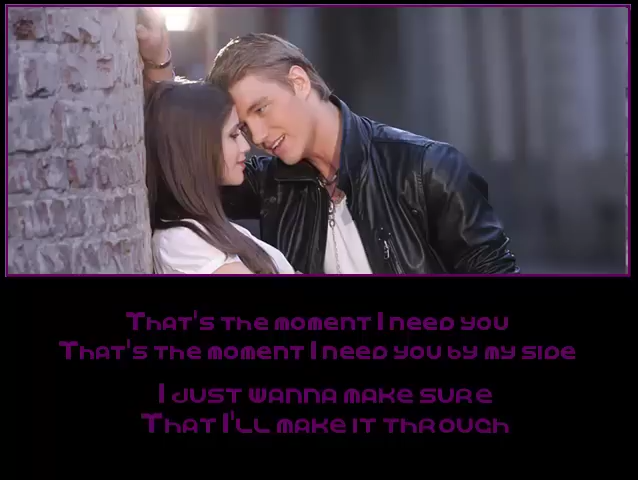 That's the moment I need you
That's the moment I need you by my side
I just wanna make sure
That I'll make it through